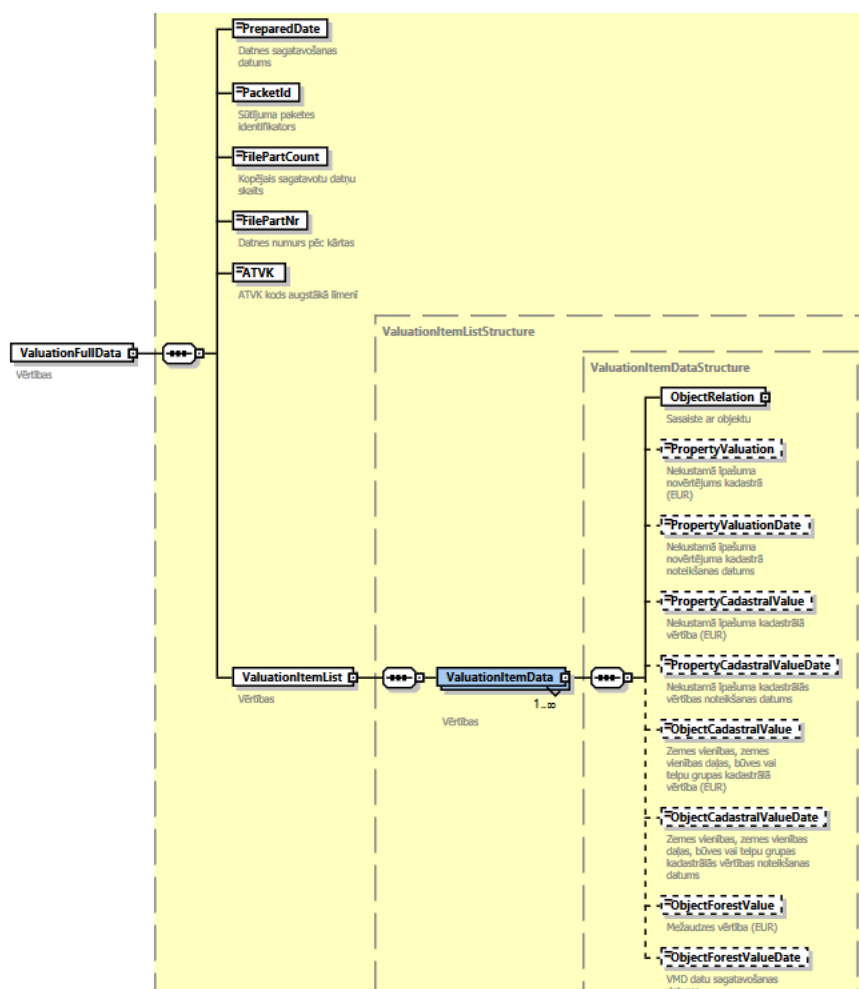 PreparedDate
Datnes sagatavošanas
datums
PacketId
Sūtījuma paketes
identifikators
FilePartCount
Kopējais sagatavotu datņu
skaits
FilePartNr
Datnes numurs pēc kārtas
ATVK
ATVK kods augstākā līmenī
ValuationFullData
Vērtības
ValuationItemListStructure
ValuationItemDataStructure
ValuationItemList
Vērtības
ValuationItemData
1..∞
Vērtības
ObjectRelation
Sasaiste ar objektu
PropertyValuation
Nekustamā īpašuma
novērtējums kadastrā
(EUR)
PropertyValuationDate
Nekustamā īpašuma
novērtējuma kadastrā
noteikšanas datums
PropertyCadastralValue
Nekustamā īpašuma kadastrālā
vērtība (EUR)
PropertyCadastralValueDate
Nekustamā īpašuma kadastrālās
vērtības noteikšanas datums
ObjectCadastralValue
Zemes vienības, zemes
vienības daļas, būves vai
telpu grupas kadastrālā
vērtība (EUR)
ObjectCadastralValueDate
Zemes vienības, zemes vienības
daļas, būves vai telpu grupas
kadastrālās vērtības noteikšanas
datums
ObjectForestValue
Mežaudzes vērtība (EUR)
ObjectForestValueDate
VMD datu sagatavošanas